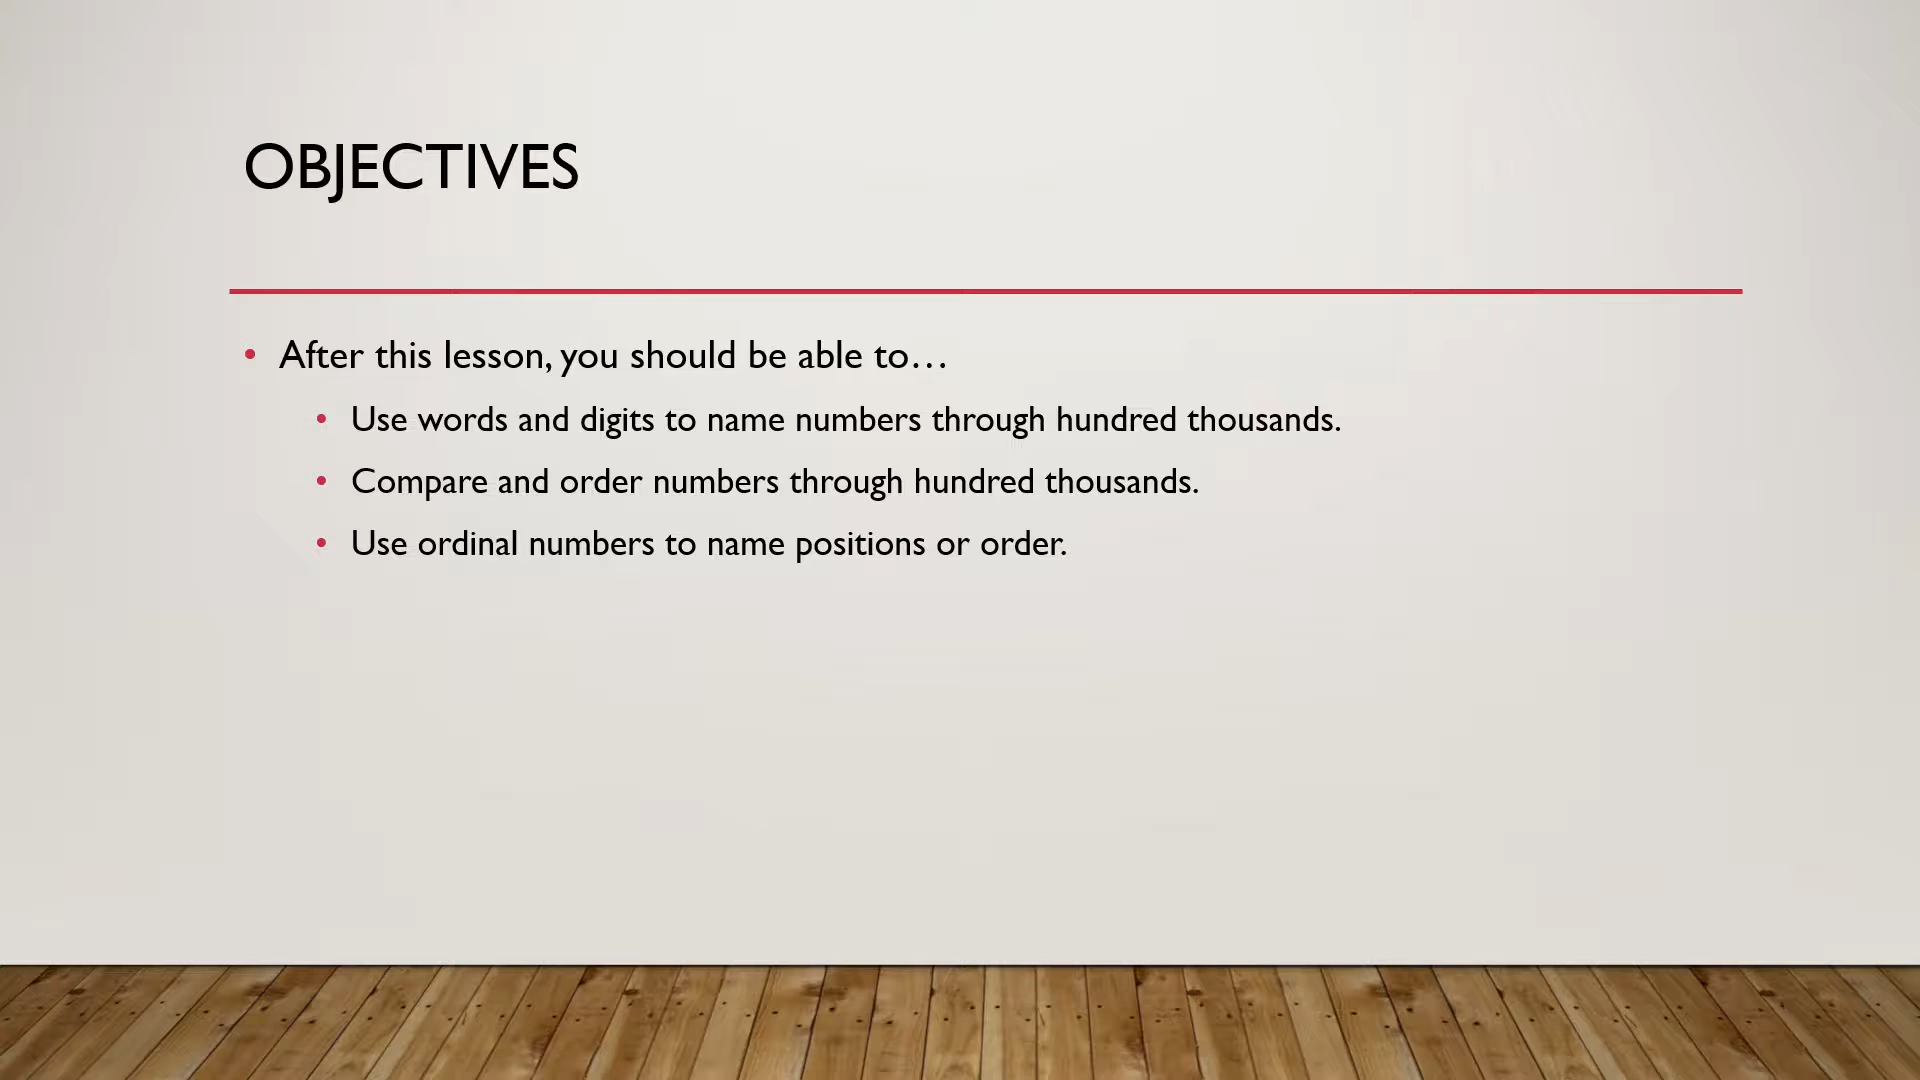 OBJECTIVES
• After this lesson, you should be able to…
• Use words and digits to name numbers through hundred thousands.
• Compare and order numbers through hundred thousands.
• Use ordinal numbers to name positions or order.